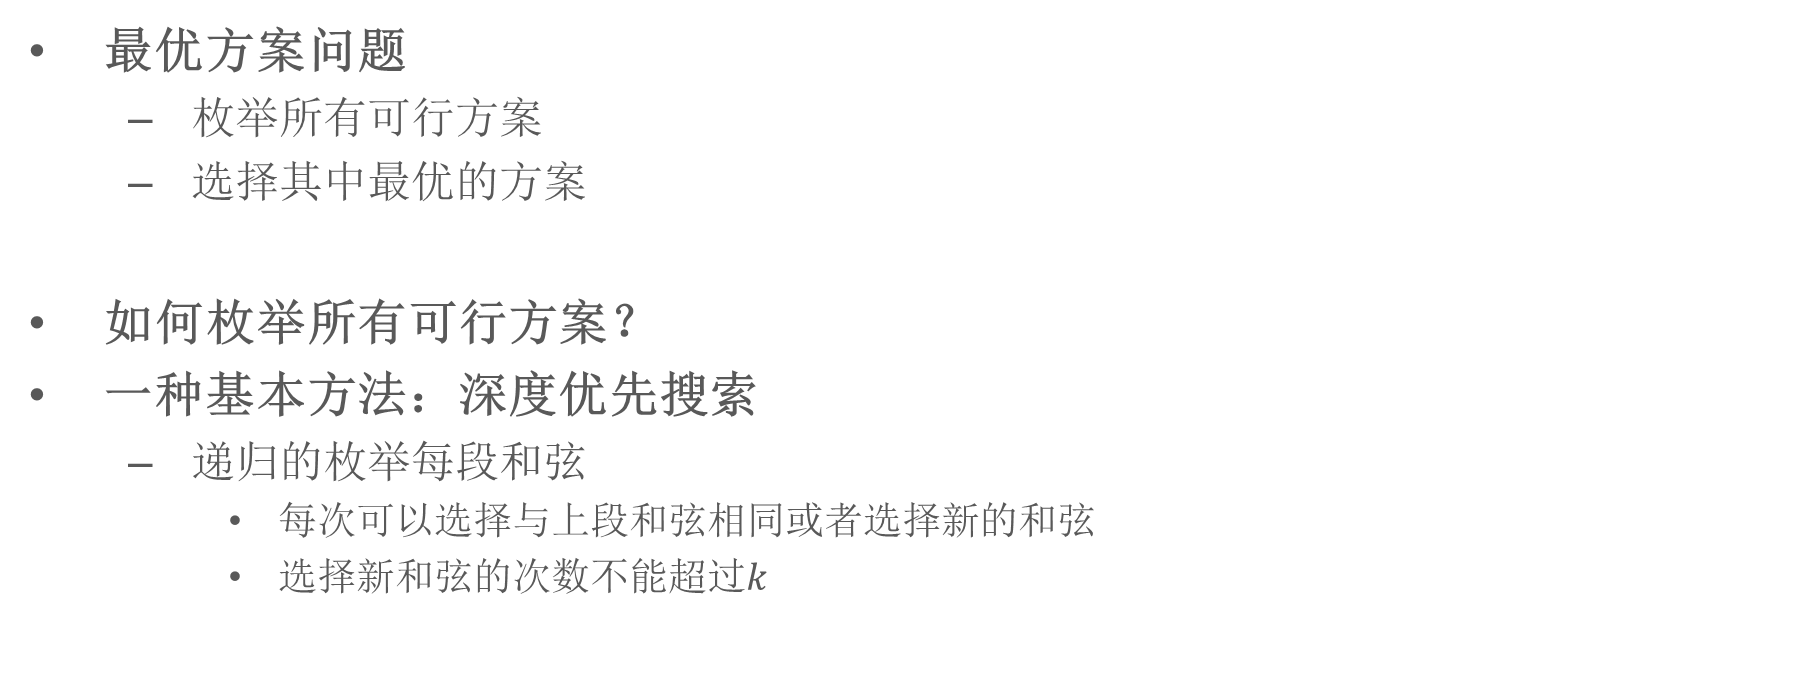 • 最优方案问题
– 枚举所有可行方案
– 选择其中最优的方案
• 如何枚举所有可行方案？
• 一种基本方法：深度优先搜索
– 递归的枚举每段和弦
• 每次可以选择与上段和弦相同或者选择新的和弦
• 选择新和弦的次数不能超过k